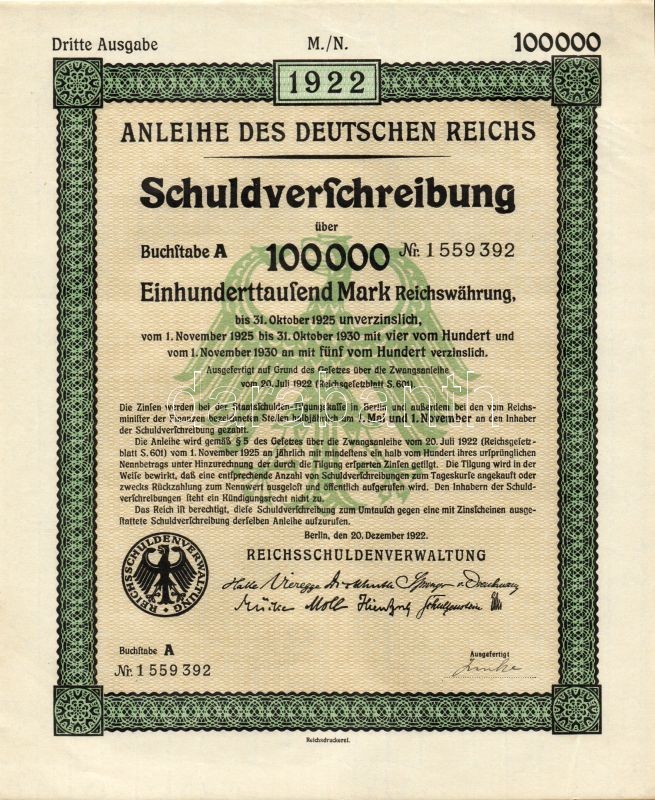 Dritte Ausgabe M./N. 100000
1922
ANLEIHE DES DEUTSCHEN REICHS
Schuldverſchreibung
über
Buchſtabe A 100000 Nr. 1559392
Einhunderttauſend Mark Reichswährung,
bis 31. Oktober 1925 unverzinslich,
vom 1. November 1925 bis 31. Oktober 1930 mit vier vom Hundert und
vom 1. November 1930 an mit fünf vom Hundert verzinslich.
Ausgefertigt auf Grund des Geſetzes über die Zwangsanleihe
vom 20. Juli 1922 (Reichsgeſetzblatt S. 601)
Die Zinſen werden bei der Staatsſchulden-Tilgungskaſſe in Berlin und außerdem bei den vom Reichs-
miniſter der Finanzen bezeichneten Stellen halbjährlich am 1. Mai und 1. November an den Inhaber
der Schuldverſchreibung gezahlt.
Die Anleihe wird gemäß § 5 des Geſetzes über die Zwangsanleihe vom 20. Juli 1922 (Reichsgeſetz-
blatt S. 601) vom 1. November 1925 an jährlich mit mindeſtens ein halb vom Hundert ihres urſprünglichen
Nennbetrags unter Hinzurechnung der durch die Tilgung erſparten Zinſen getilgt. Die Tilgung wird in der
Weiſe bewirkt, daß eine entſprechende Anzahl von Schuldverſchreibungen zum Tageskurſe angekauft oder
zwecks Rückzahlung zum Nennwert ausgeloſt und öffentlich aufgerufen wird. Den Inhabern der Schuld-
verſchreibungen ſteht ein Kündigungsrecht nicht zu.
Das Reich iſt berechtigt, dieſe Schuldverſchreibung zum Umtauſch gegen eine mit Zinsſcheinen ausge-
ſtattete Schuldverſchreibung derſelben Anleihe aufzurufen.
Berlin, den 20. Dezember 1922.
REICHSSCHULDENVERWALTUNG
REICHSSCHULDENVERWALTUNG
Halle Vieregge
Mücke Moll
Buchſtabe A
Ausgefertigt
Nr. 1559392
Reichsdruckerei.